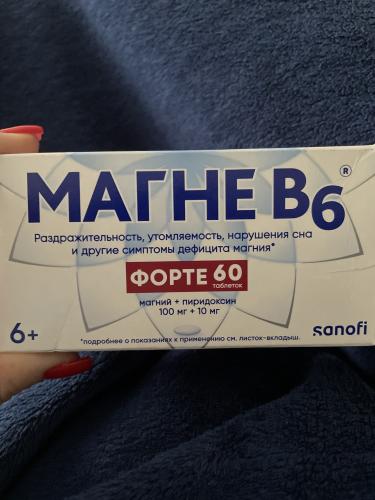 МАГНЕ B6®
Раздражительность, утомляемость, нарушения сна
и другие симптомы дефицита магния*
ФОРТЕ 60
таблеток
магний + пиридоксин
100 мг + 10 мг
6+
sanofi
*подробнее о показаниях к применению см. листок-вкладыш.